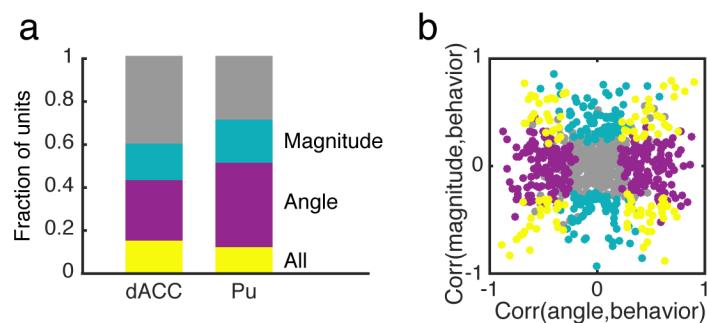 a
Fraction of units
1
0.8
0.6
0.4
0.2
0
dACC
Pu
Magnitude
Angle
All
b
Corr(magnitude,behavior)
1
0
-1
-1
0
1
Corr(angle,behavior)